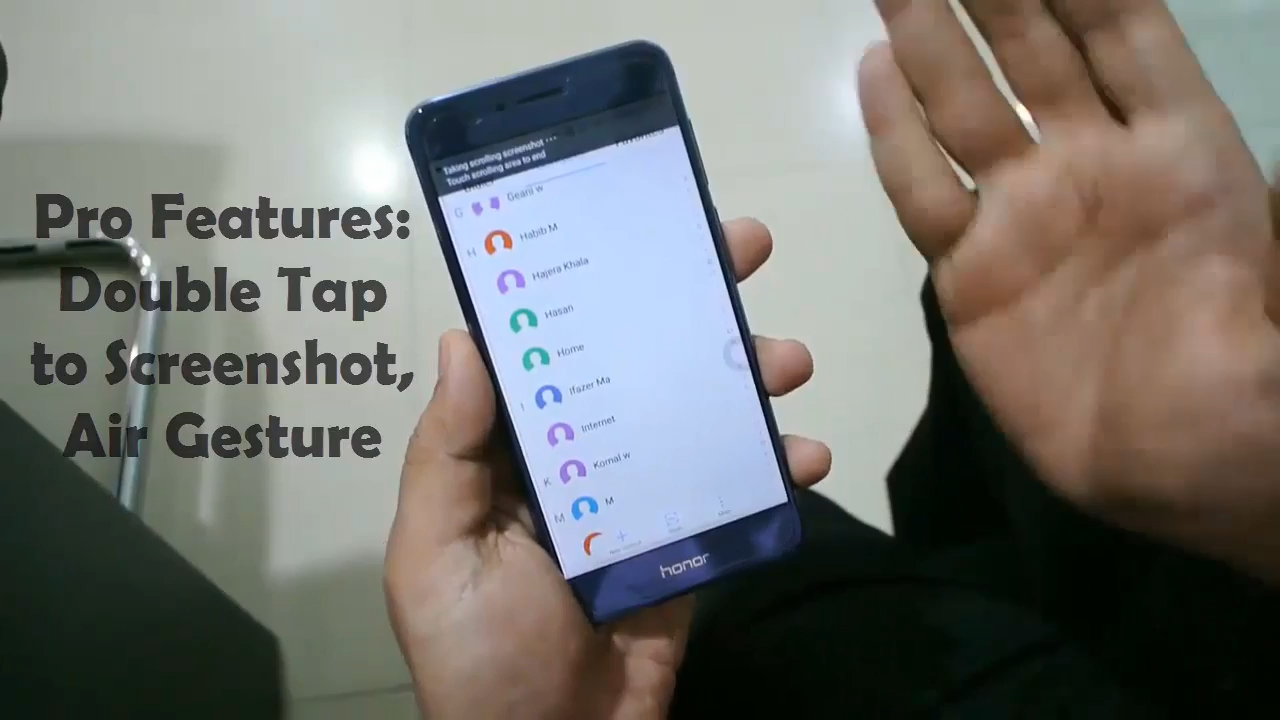 Pro Features:
Double Tap
to Screenshot,
Air Gesture
Taking scrolling screenshot ...
Touch scrolling area to end
G
Geani w
H
Habib M
Hajera Khala
Hasan
Home
I
Ifazer Ma
Internet
K
Komal w
M
M
honor